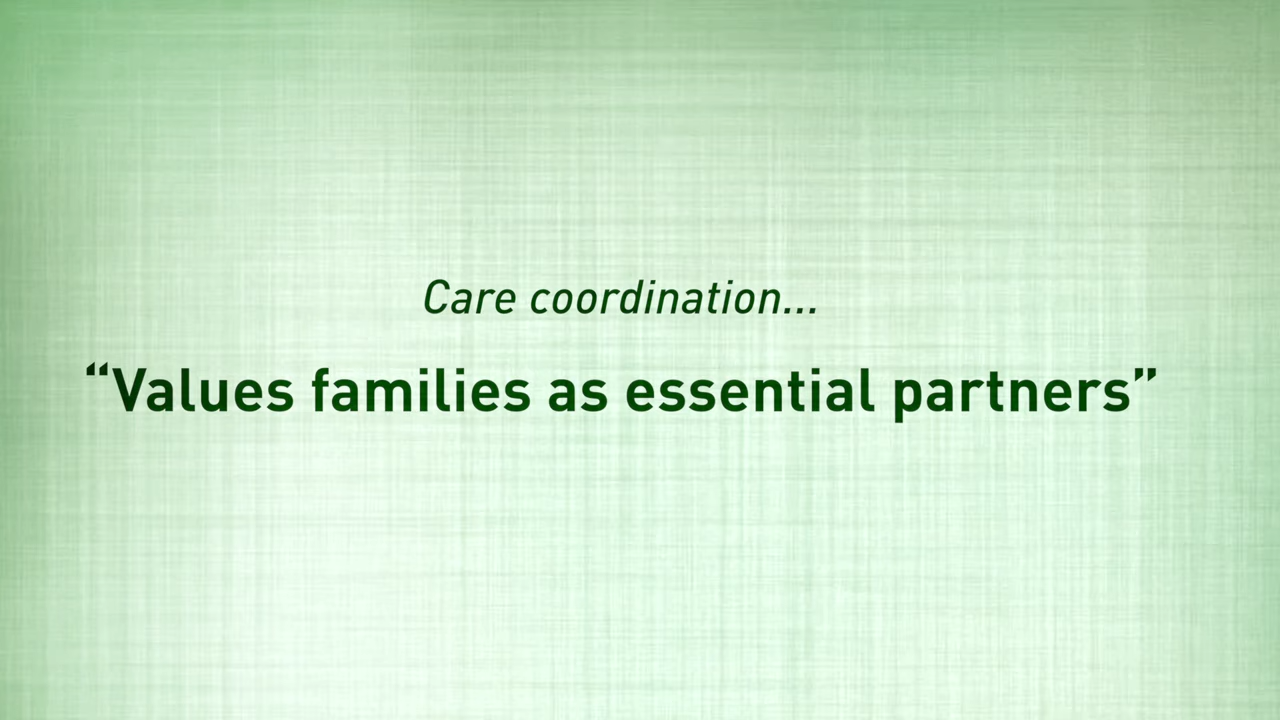 Care coordination...
“Values families as essential partners”